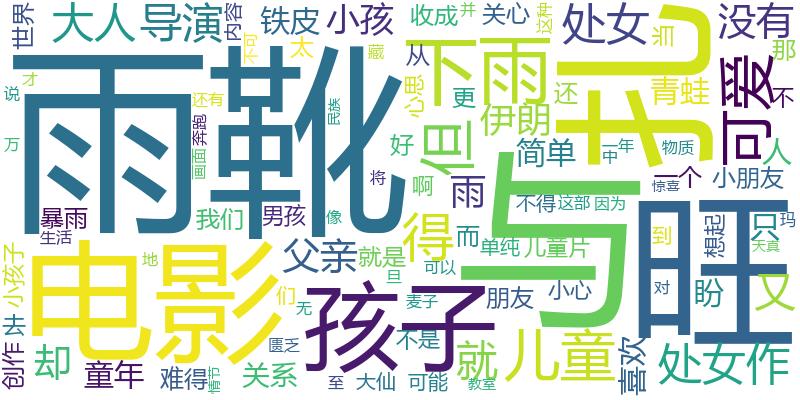 世界
大人
导演
内容
铁皮
小孩
收成
并
关心
这种
处女
当
没有
不可
太
藏
从
心思
下雨
扎
那
说
才
还有
雨靴
民族
更
但
伊朗
还
青蛙
可爱
不
万
奔跑
画面
好
简单
一年
中
物质
人
暴雨
生活
我们
男孩
像
将
啊
雨
与
不得
这部
因为
一个
惊喜
小朋友
旺
小孩子
电影
地
父亲
就是
得
而
单纯
儿童片
到
想起
只
玛
天真
们
旦
可以
对
去
无
孩子
麦子
朋友
小心
盼
又
创作
却
童年
难得
情节
关系
匮乏
至
大仙
不是
可能
就
教室
儿童
喜欢
处女作